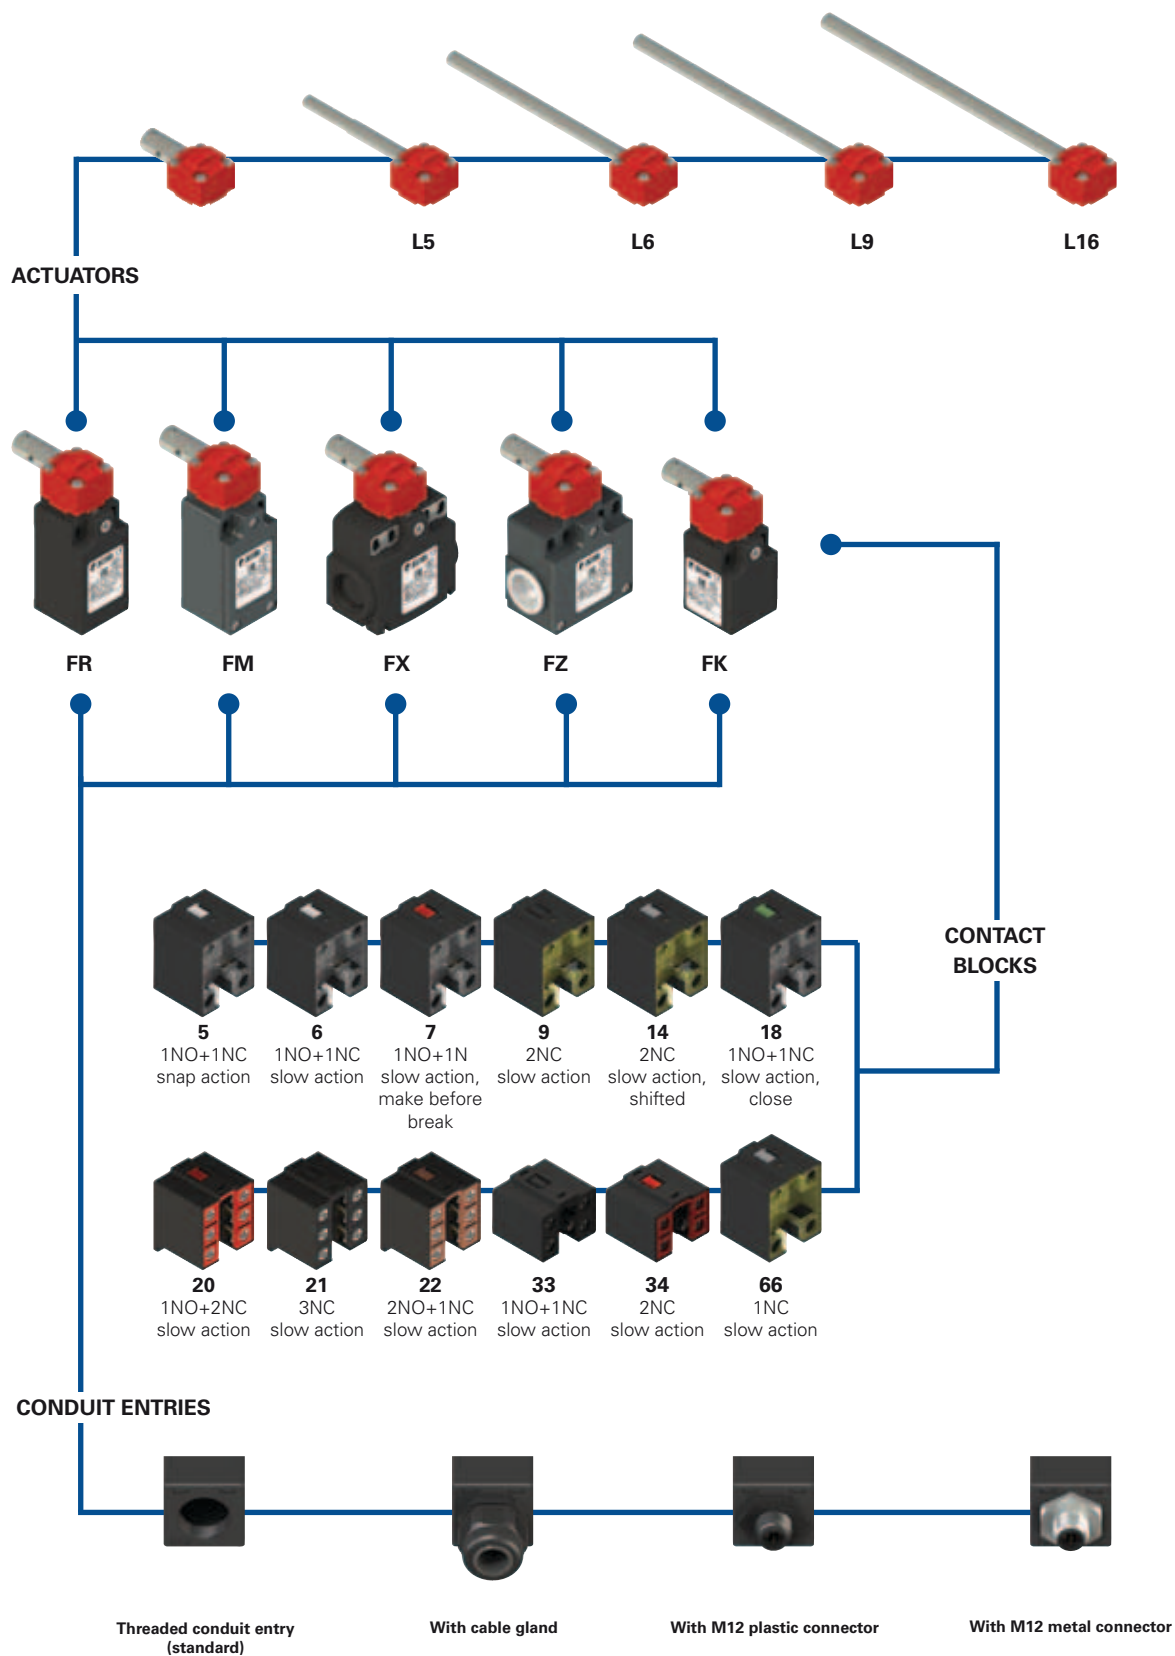 L5 L6 L9 L16
ACTUATORS
FR FM FX FZ FK
CONTACT
BLOCKS
5
1NO+1NC
snap action
6
1NO+1NC
slow action
7
1NO+1N
slow action,
make before
break
9
2NC
slow action
14
2NC
slow action,
shifted
18
1NO+1NC
slow action,
close
20
1NO+2NC
slow action
21
3NC
slow action
22
2NO+1NC
slow action
33
1NO+1NC
slow action
34
2NC
slow action
66
1NC
slow action
CONDUIT ENTRIES
Threaded conduit entry
(standard)
With cable gland
With M12 plastic connector
With M12 metal connector